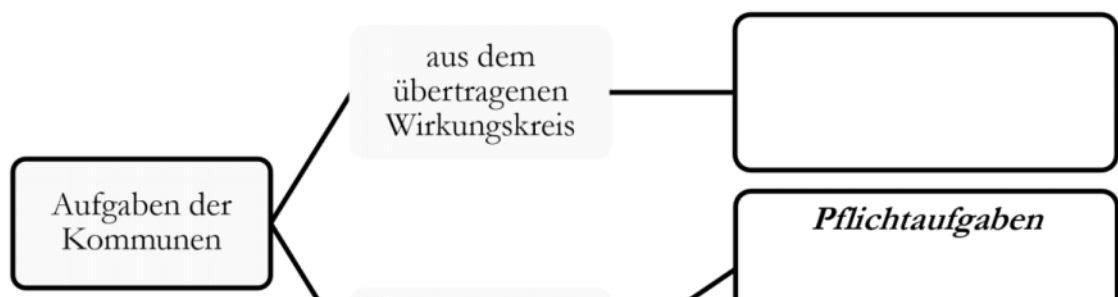 aus dem
übertragenen
Wirkungskreis
Aufgaben der
Kommunen
Pflichtaufgaben